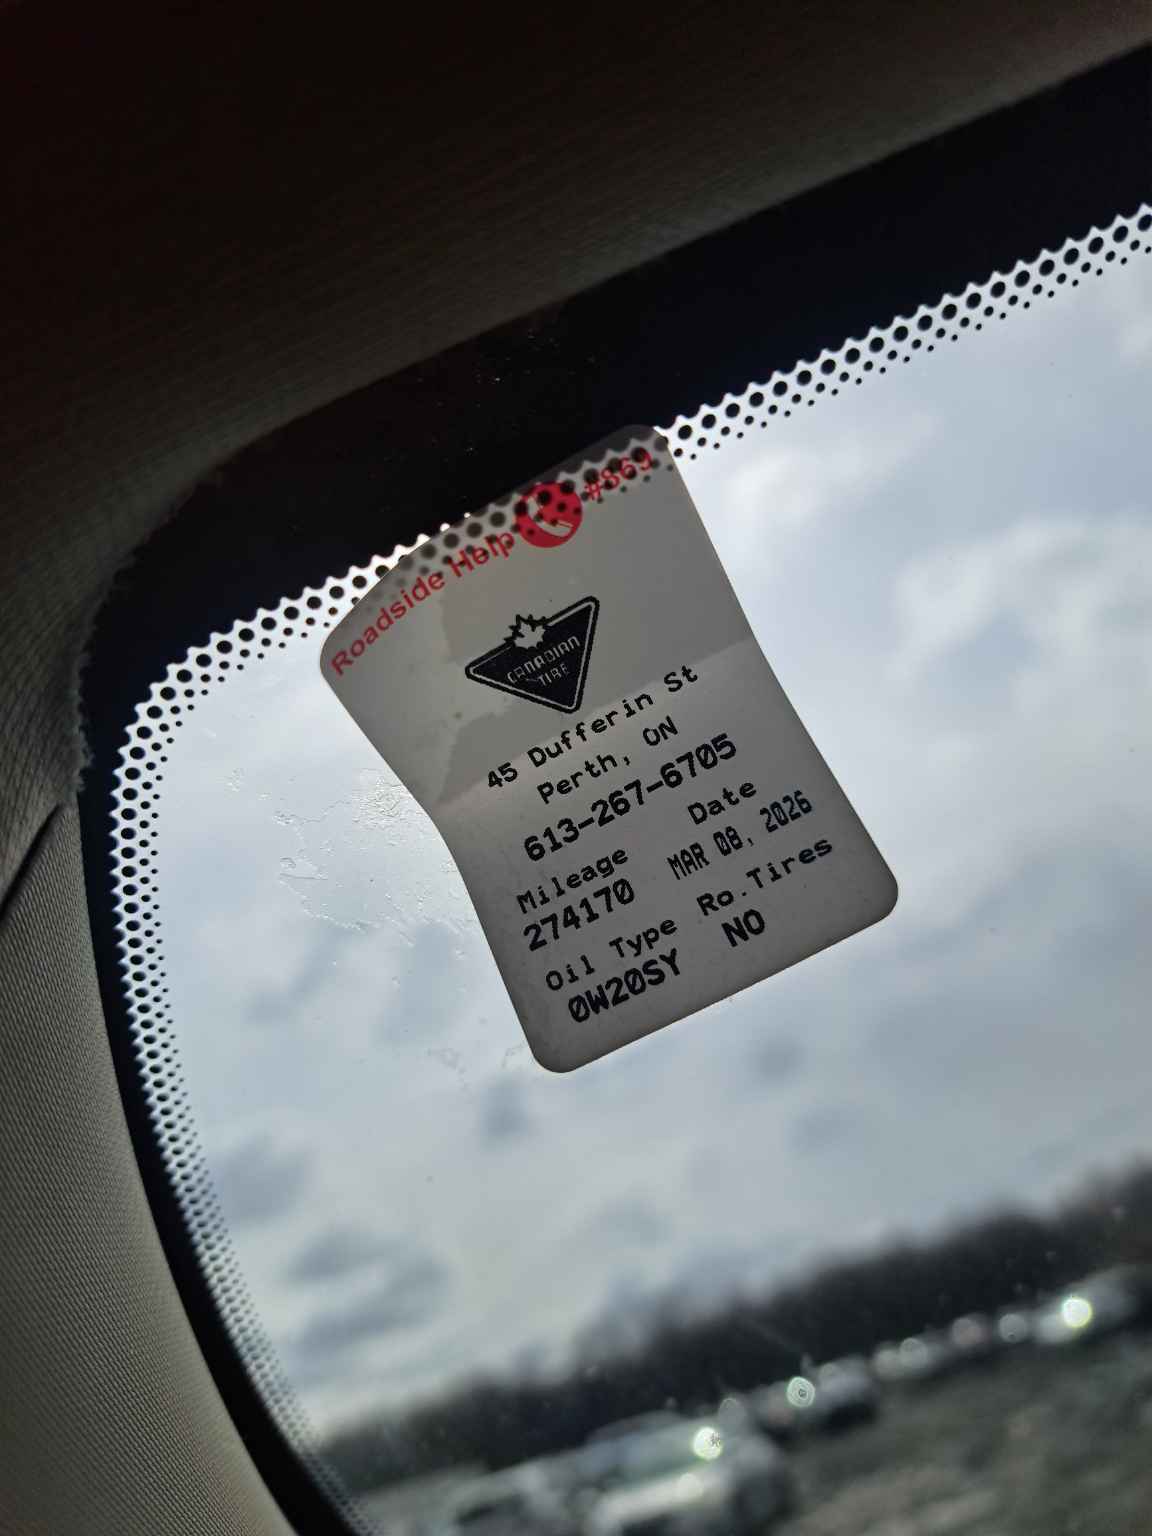 Roadside Help #869
CANADIAN
TIRE
45 Dufferin St
Perth, ON
613-267-6705
Mileage Date
274170 MAR 08, 2026
Oil Type Ro.Tires
0W20SY NO